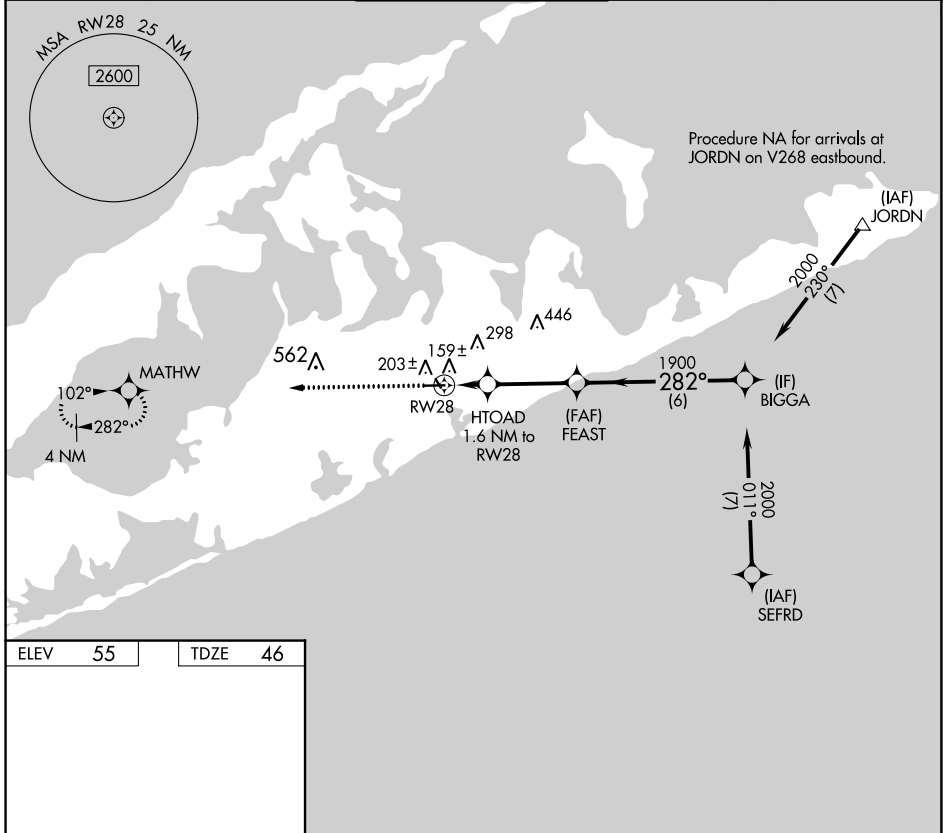 MSA RW28 25 NM
2600
Procedure NA for arrivals at
JORDN on V268 eastbound.
(IAF)
JORDN
2000
230°
(7)
446
298
159±
203±
562
MATHW
102°
282°
4 NM
RW28
HTOAD
1.6 NM to
RW28
(FAF)
FEAST
1900
282°
(6)
(IF)
BIGGA
2000
011°
(7)
(IAF)
SEFRD
ELEV 55
TDZE 46